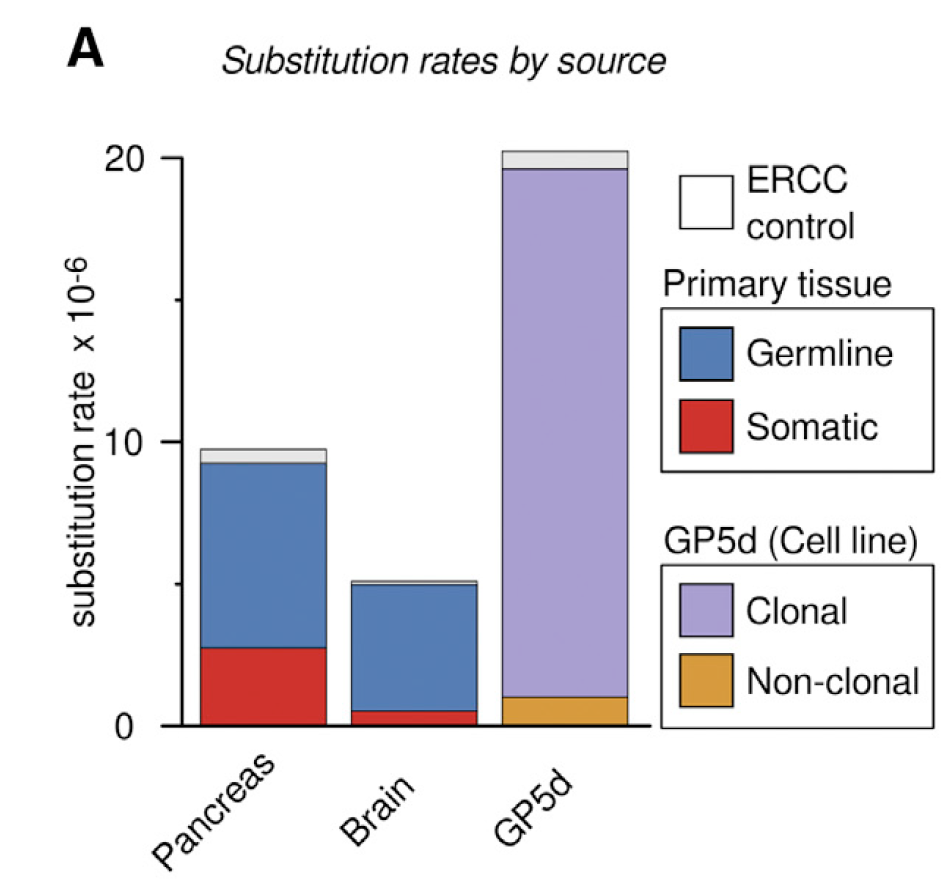 A
Substitution rates by source
substitution rate x 10-6
20
10
0
Pancreas
Brain
GP5d
ERCC
control
Primary tissue
Germline
Somatic
GP5d (Cell line)
Clonal
Non-clonal